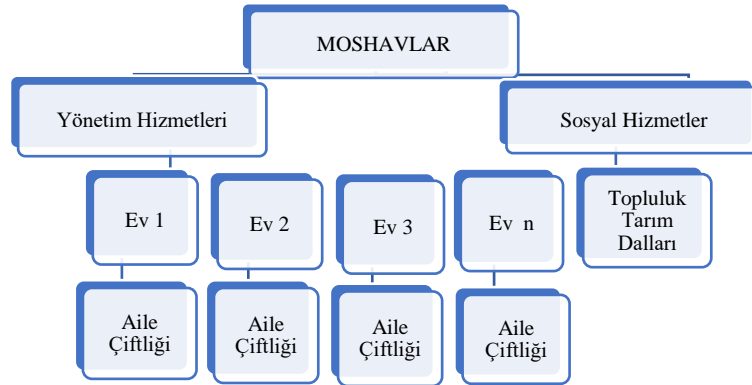 MOSHAVLAR
Yönetim Hizmetleri
Sosyal Hizmetler
Ev 1
Ev 2
Ev 3
Ev n
Topluluk
Tarım
Dalları
Aile
Çiftliği
Aile
Çiftliği
Aile
Çiftliği
Aile
Çiftliği